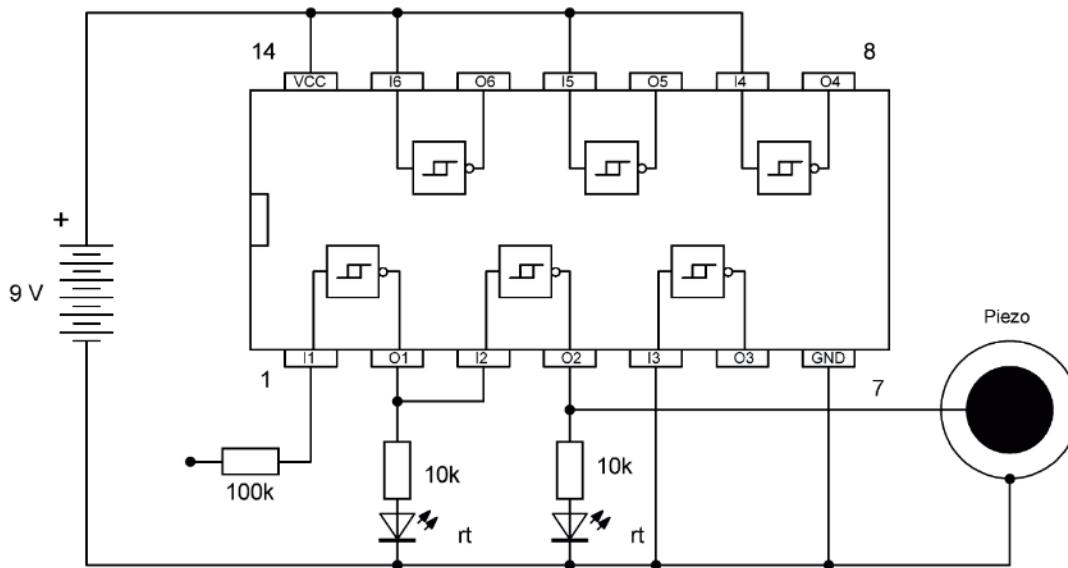 14 8
VCC I6 O6 I5 O5 I4 O4
+
9 V
Piezo
I1 O1 I2 O2 I3 O3 GND
1 7
10k 10k
100k
rt rt